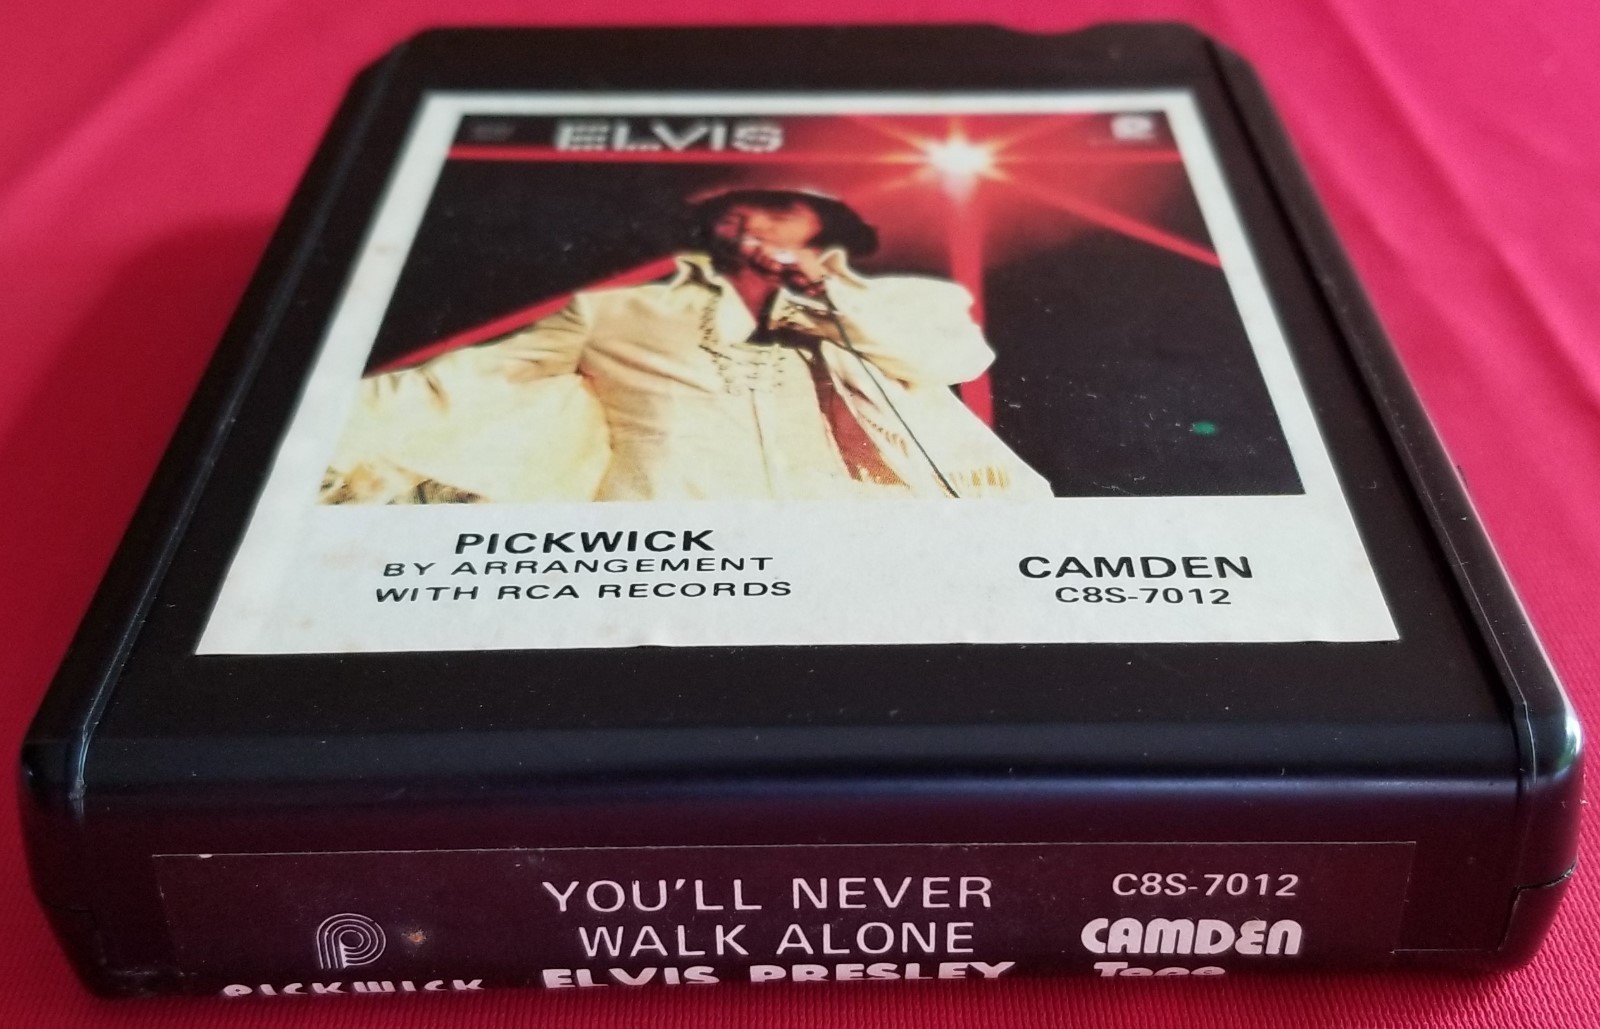 ELVIS
PICKWICK
BY ARRANGEMENT
WITH RCA RECORDS
CAMDEN
C8S-7012
YOU'LL NEVER
WALK ALONE
ELVIS PRESLEY
PICKWICK
C8S-7012
CAMDEN